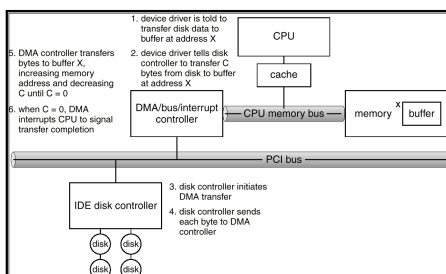 1. device driver is told to
transfer disk data to
buffer at address X
2. device driver tells disk
controller to transfer C
bytes from disk to buffer
at address X
5. DMA controller transfers
bytes to buffer X,
increasing memory
address and decreasing
C until C = 0
6. when C = 0, DMA
interrupts CPU to signal
transfer completion
CPU
cache
DMA/bus/interrupt
controller
CPU memory bus
memory
X
buffer
PCI bus
IDE disk controller
3. disk controller initiates
DMA transfer
4. disk controller sends
each byte to DMA
controller
disk
disk
disk
disk